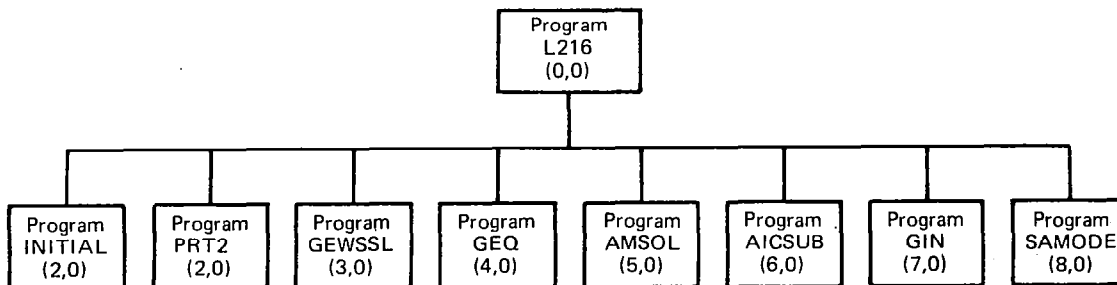 Program
L216
(0,0)
Program
INITIAL
(2,0)
Program
PRT2
(2,0)
Program
GEWSSL
(3,0)
Program
GEQ
(4,0)
Program
AMSOL
(5,0)
Program
AICSUB
(6,0)
Program
GIN
(7,0)
Program
SAMODE
(8,0)